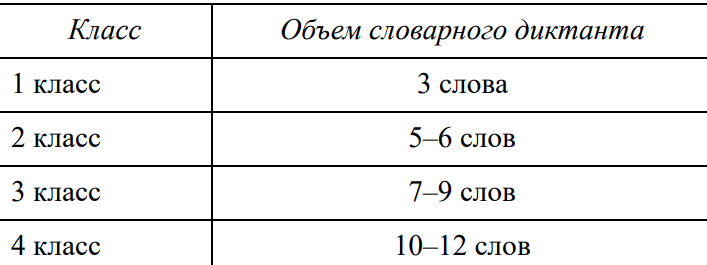 Класс Объем словарного диктанта
1 класс 3 слова
2 класс 5–6 слов
3 класс 7–9 слов
4 класс 10–12 слов